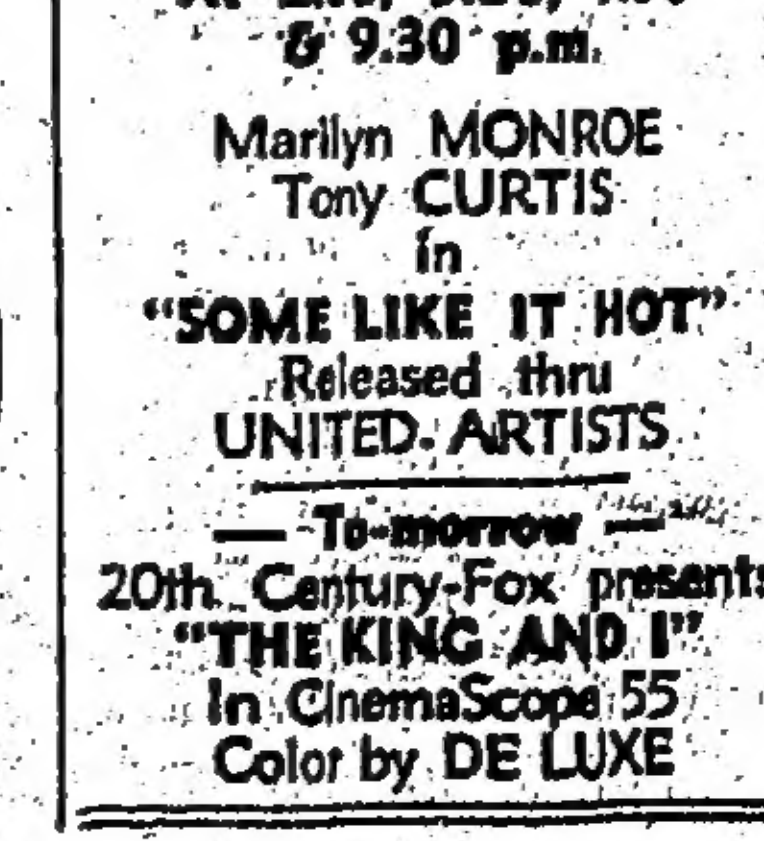 & 9.30 p.m.
Marilyn MONROE
Tony CURTIS
in
"SOME LIKE IT HOT"
Released thru
UNITED ARTISTS
— To-morrow —
20th Century-Fox presents
"THE KING AND I"
In CinemaScope 55
Color by DE LUXE